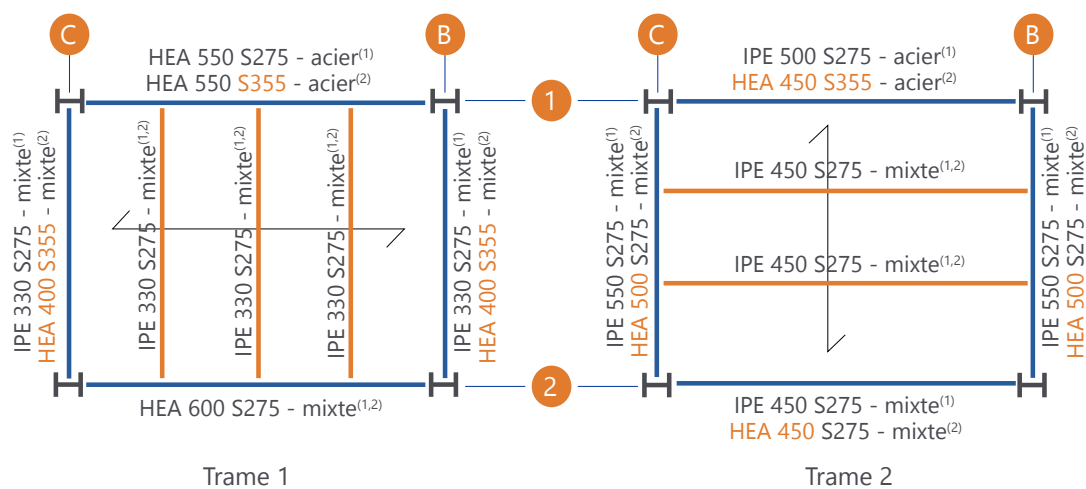 C
B
HEA 550 S275 - acier(1)
HEA 550 S355 - acier(2)
1
IPE 330 S275 - mixte(1)
HEA 400 S355 - mixte(2)
IPE 330 S275 - mixte(1,2)
IPE 330 S275 - mixte(1,2)
IPE 330 S275 - mixte(1,2)
IPE 330 S275 - mixte(1)
HEA 400 S355 - mixte(2)
2
HEA 600 S275 - mixte(1,2)
Trame 1
C
B
IPE 500 S275 - acier(1)
HEA 450 S355 - acier(2)
IPE 550 S275 - mixte(1)
HEA 500 S275 - mixte(2)
IPE 450 S275 - mixte(1,2)
IPE 450 S275 - mixte(1,2)
IPE 550 S275 - mixte(1)
HEA 500 S275 - mixte(2)
IPE 450 S275 - mixte(1)
HEA 450 S275 - mixte(2)
Trame 2